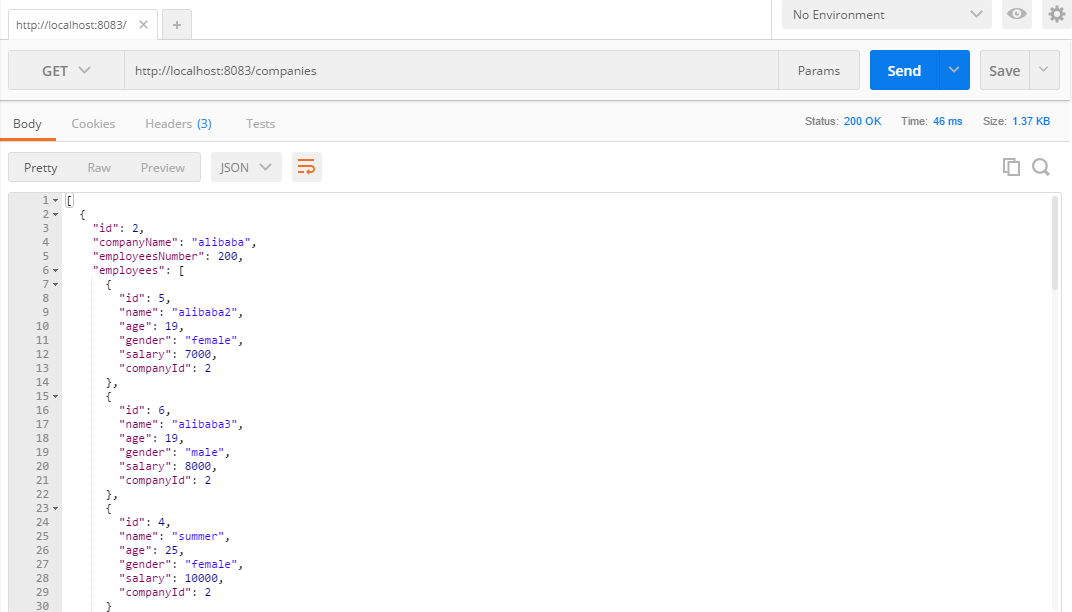 http://localhost:8083/
No Environment
GET http://localhost:8083/companies Params Send Save
Body Cookies Headers (3) Tests Status: 200 OK Time: 46 ms Size: 1.37 KB
Pretty Raw Preview JSON
1 [
2 {
3 "id": 2,
4 "companyName": "alibaba",
5 "employeesNumber": 200,
6 "employees": [
7 {
8 "id": 5,
9 "name": "alibaba2",
10 "age": 19,
11 "gender": "female",
12 "salary": 7000,
13 "companyId": 2
14 },
15 {
16 "id": 6,
17 "name": "alibaba3",
18 "age": 19,
19 "gender": "male",
20 "salary": 8000,
21 "companyId": 2
22 },
23 {
24 "id": 4,
25 "name": "summer",
26 "age": 25,
27 "gender": "female",
28 "salary": 10000,
29 "companyId": 2
30 }